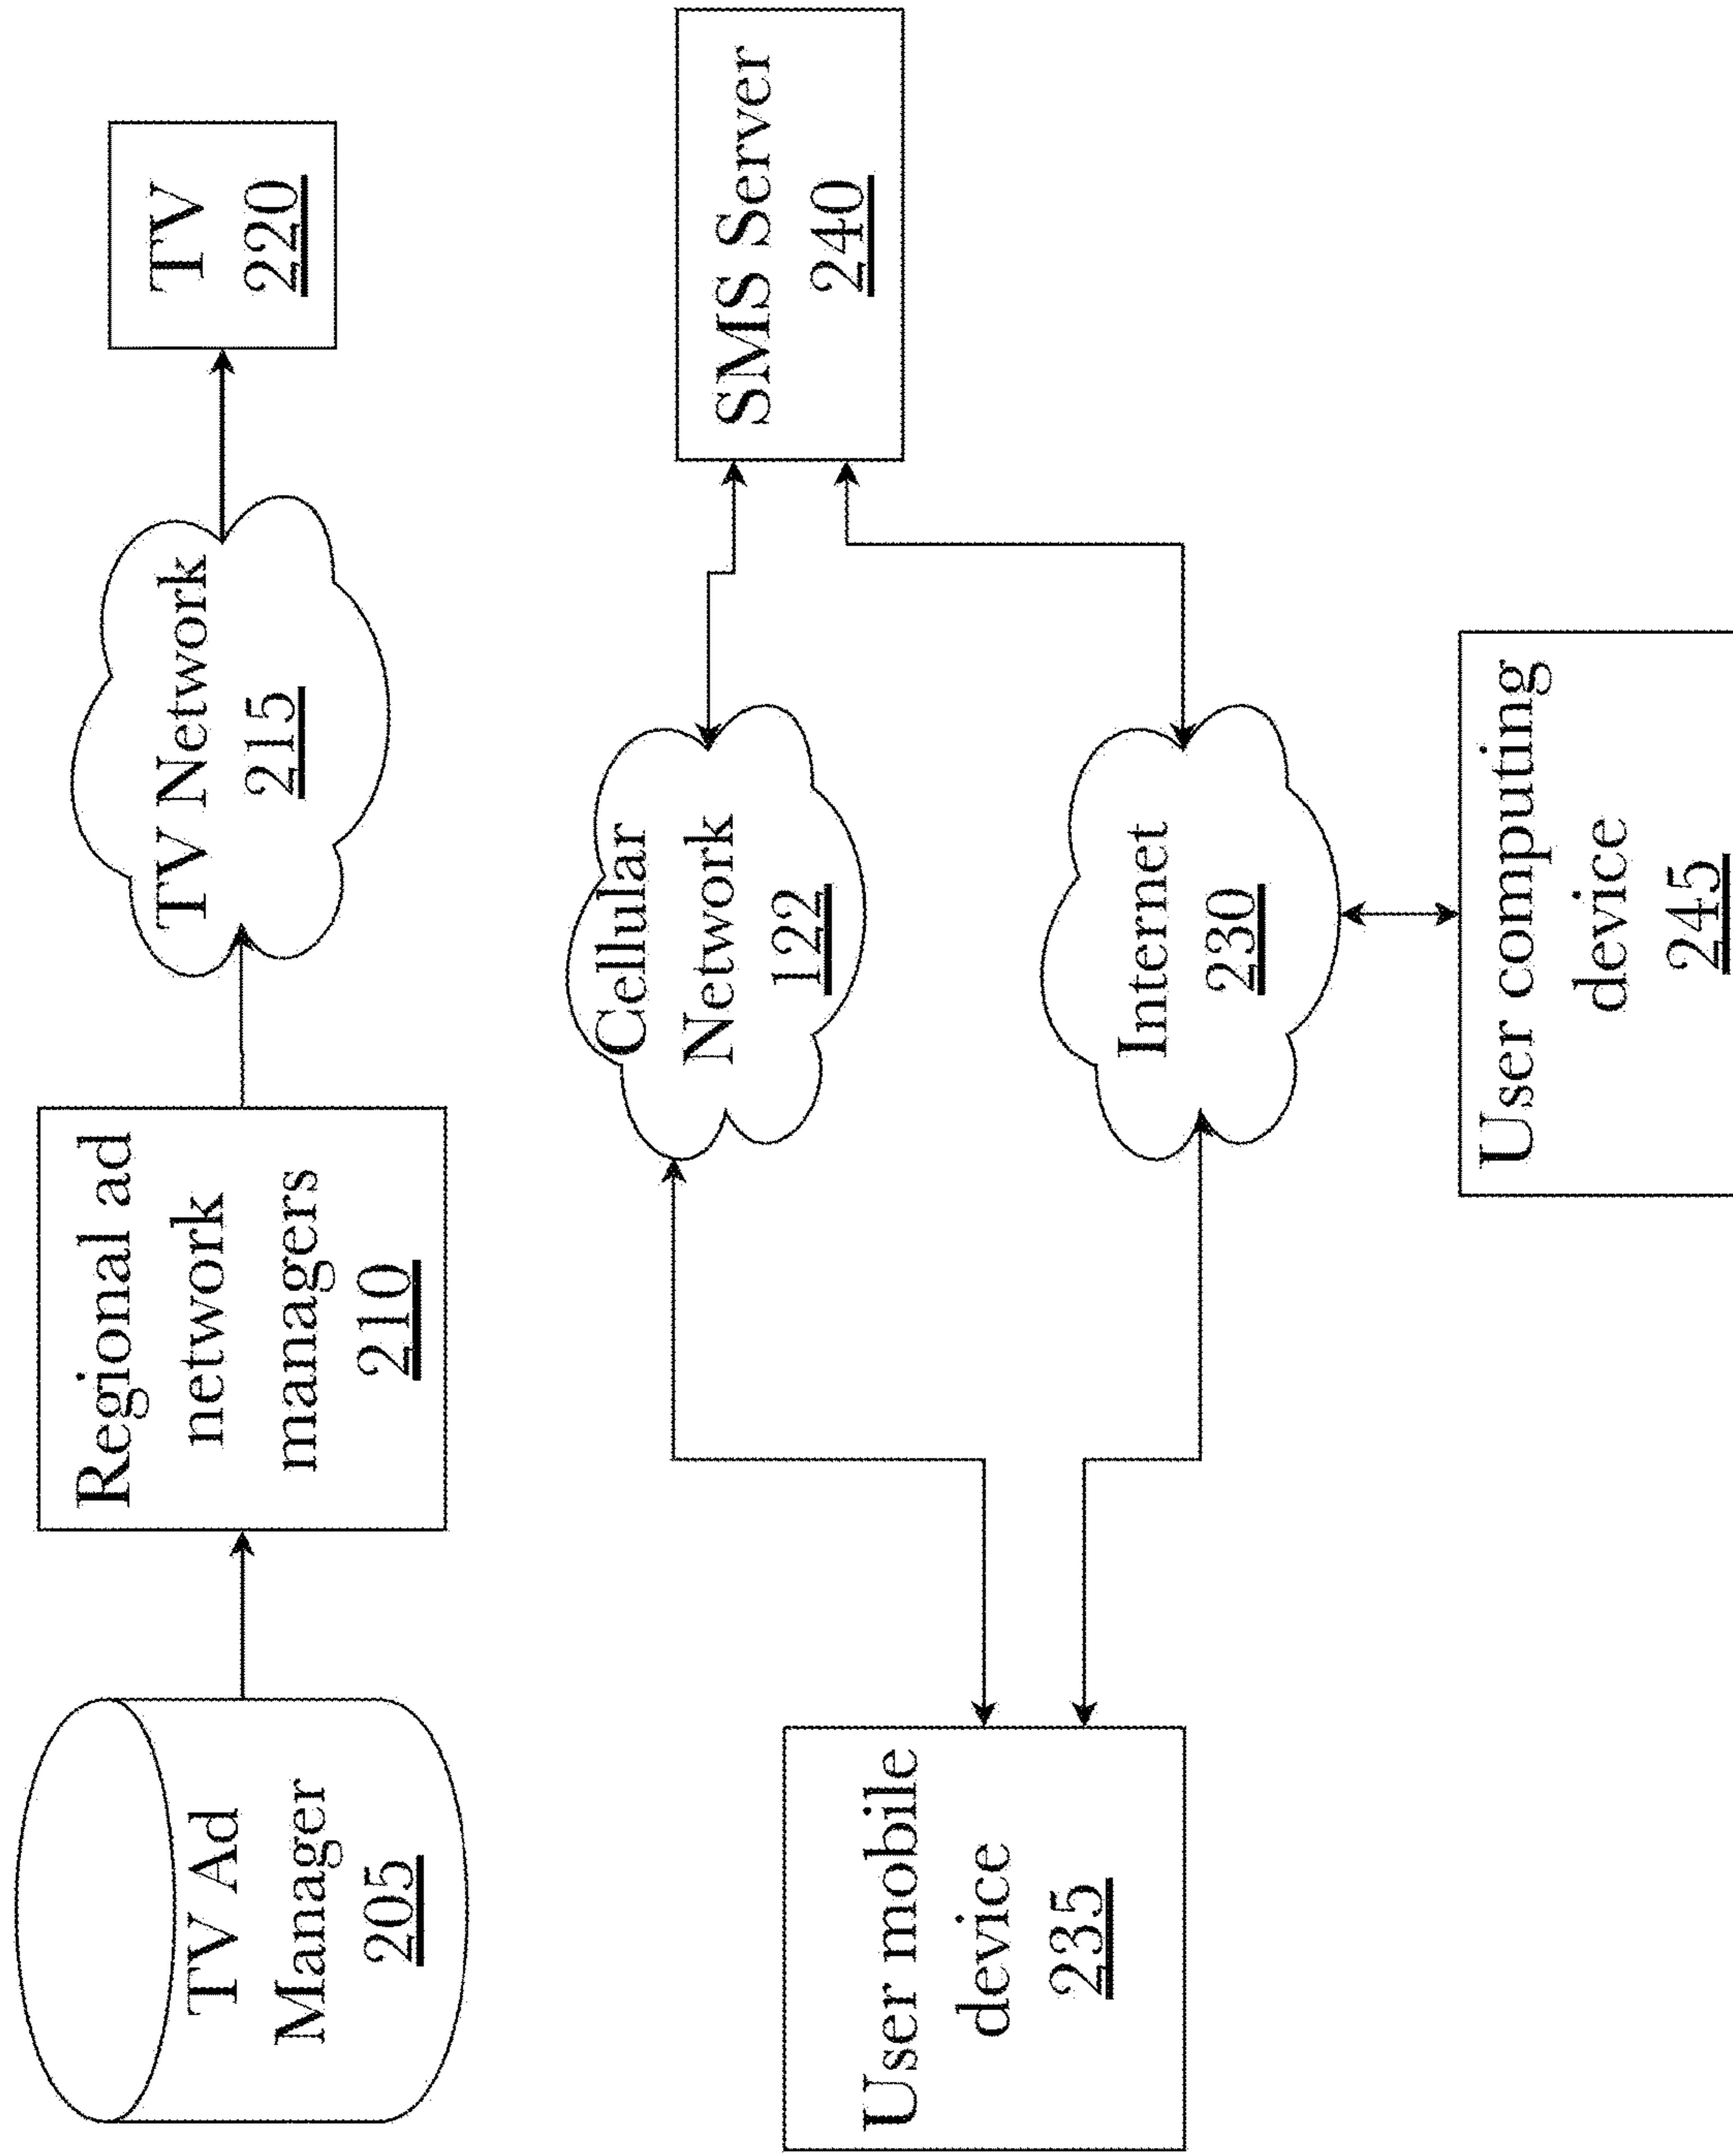 TV Ad
Manager
205
Regional ad
network
managers
210
TV Network
215
TV
220
User mobile
device
235
Cellular
Network
122
Internet
230
SMS Server
240
User computing
device
245